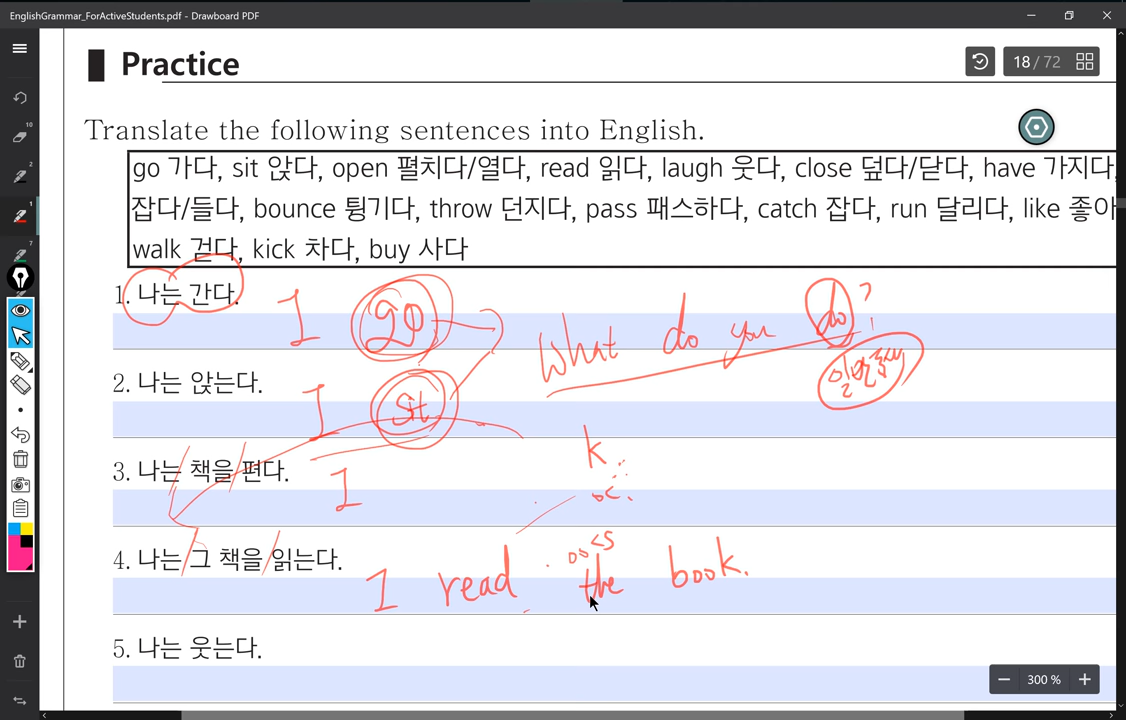 EnglishGrammar_ForActiveStudents.pdf - Drawboard PDF
Practice
18 / 72
Translate the following sentences into English.
go 가다, sit 앉다, open 펼치다/열다, read 읽다, laugh 웃다, close 덮다/닫다, have 가지다,
잡다/들다, bounce 튕기다, throw 던지다, pass 패스하다, catch 잡다, run 달리다, like 좋아
walk 걷다, kick 차다, buy 사다
1. 나는 간다.
I go
What do you do?
2. 나는 앉는다.
I sit
k
3. 나는 책을 편다.
I
4. 나는 그 책을 읽는다.
I read the book.
5. 나는 웃는다.
300 %
10
2
1
7